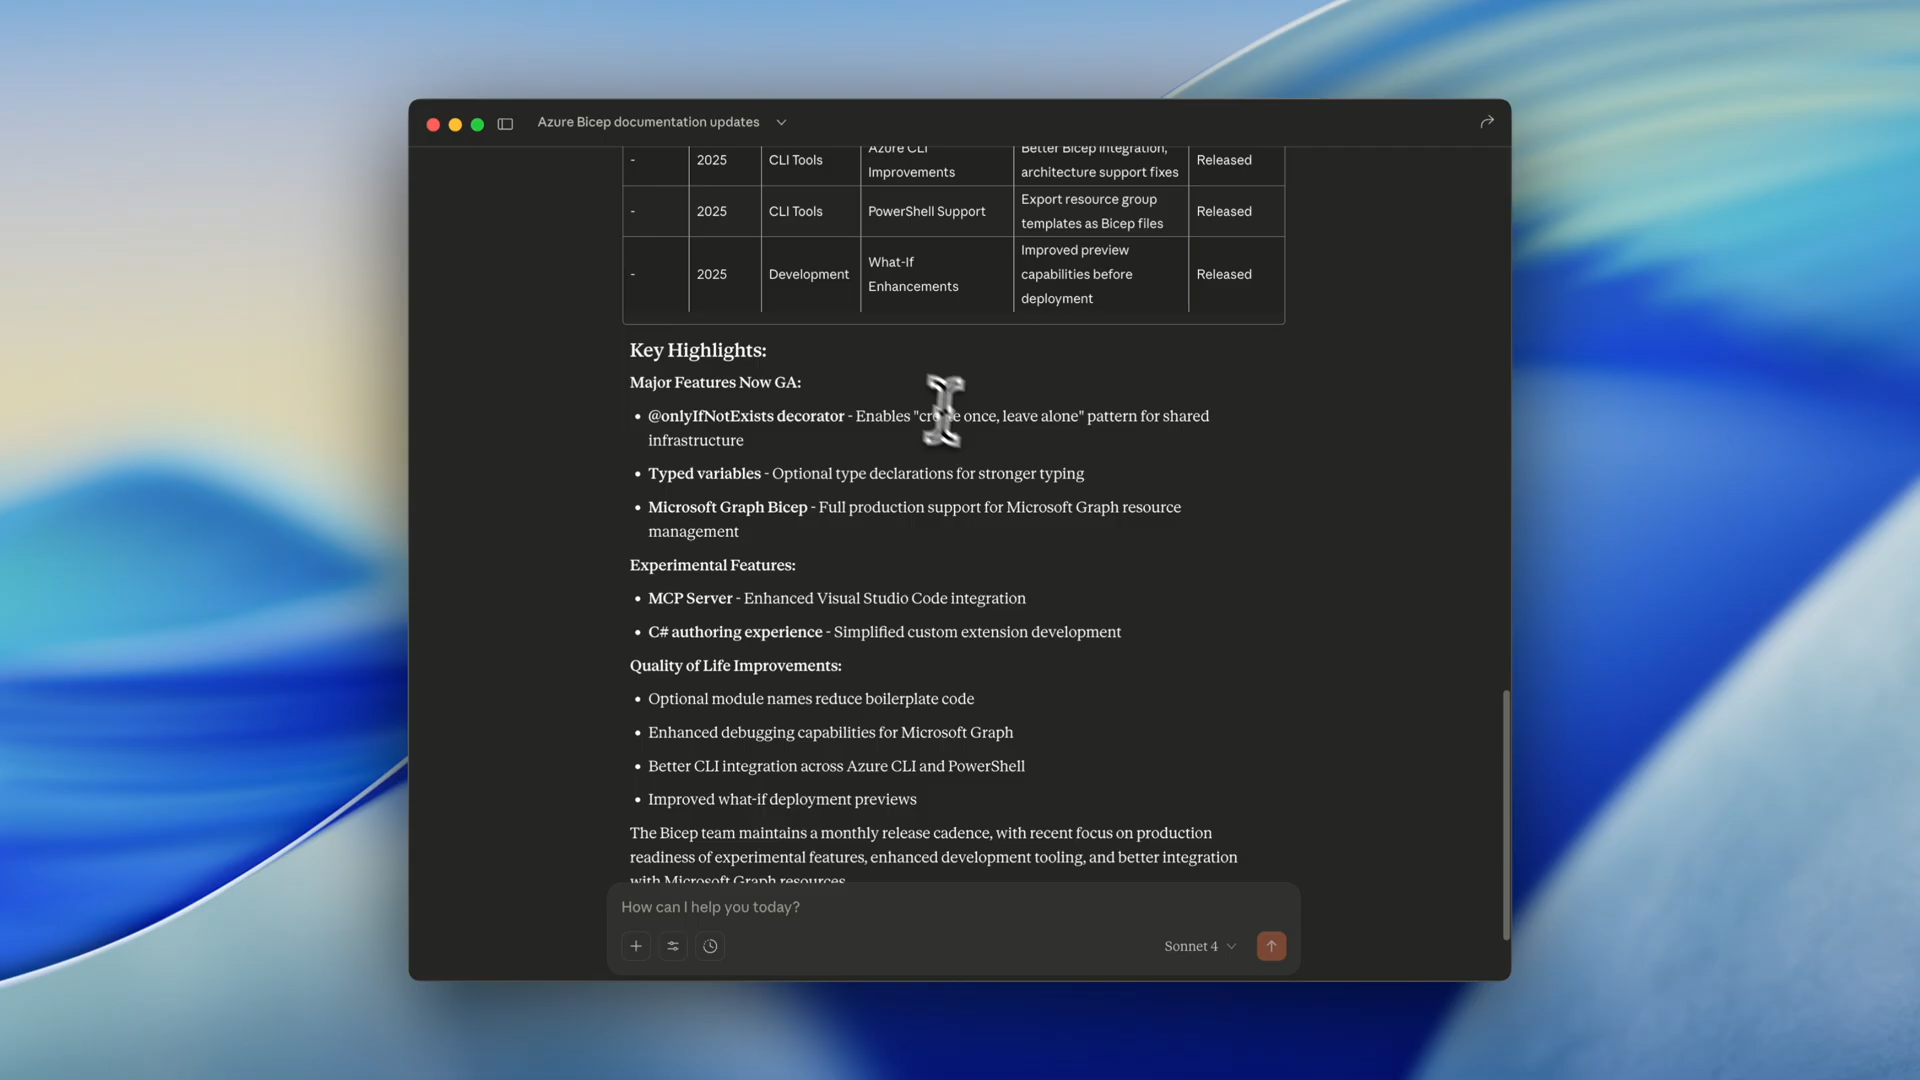 Azure Bicep documentation updates
- 2025 CLI Tools Azure CLI Improvements Better Bicep integration, architecture support fixes Released
- 2025 CLI Tools PowerShell Support Export resource group templates as Bicep files Released
- 2025 Development What-If Enhancements Improved preview capabilities before deployment Released
Key Highlights:
Major Features Now GA:
• @onlyIfNotExists decorator - Enables "create once, leave alone" pattern for shared
infrastructure
• Typed variables - Optional type declarations for stronger typing
• Microsoft Graph Bicep - Full production support for Microsoft Graph resource
management
Experimental Features:
• MCP Server - Enhanced Visual Studio Code integration
• C# authoring experience - Simplified custom extension development
Quality of Life Improvements:
• Optional module names reduce boilerplate code
• Enhanced debugging capabilities for Microsoft Graph
• Better CLI integration across Azure CLI and PowerShell
• Improved what-if deployment previews
The Bicep team maintains a monthly release cadence, with recent focus on production
readiness of experimental features, enhanced development tooling, and better integration
with Microsoft Graph resources.
How can I help you today?
Sonnet 4